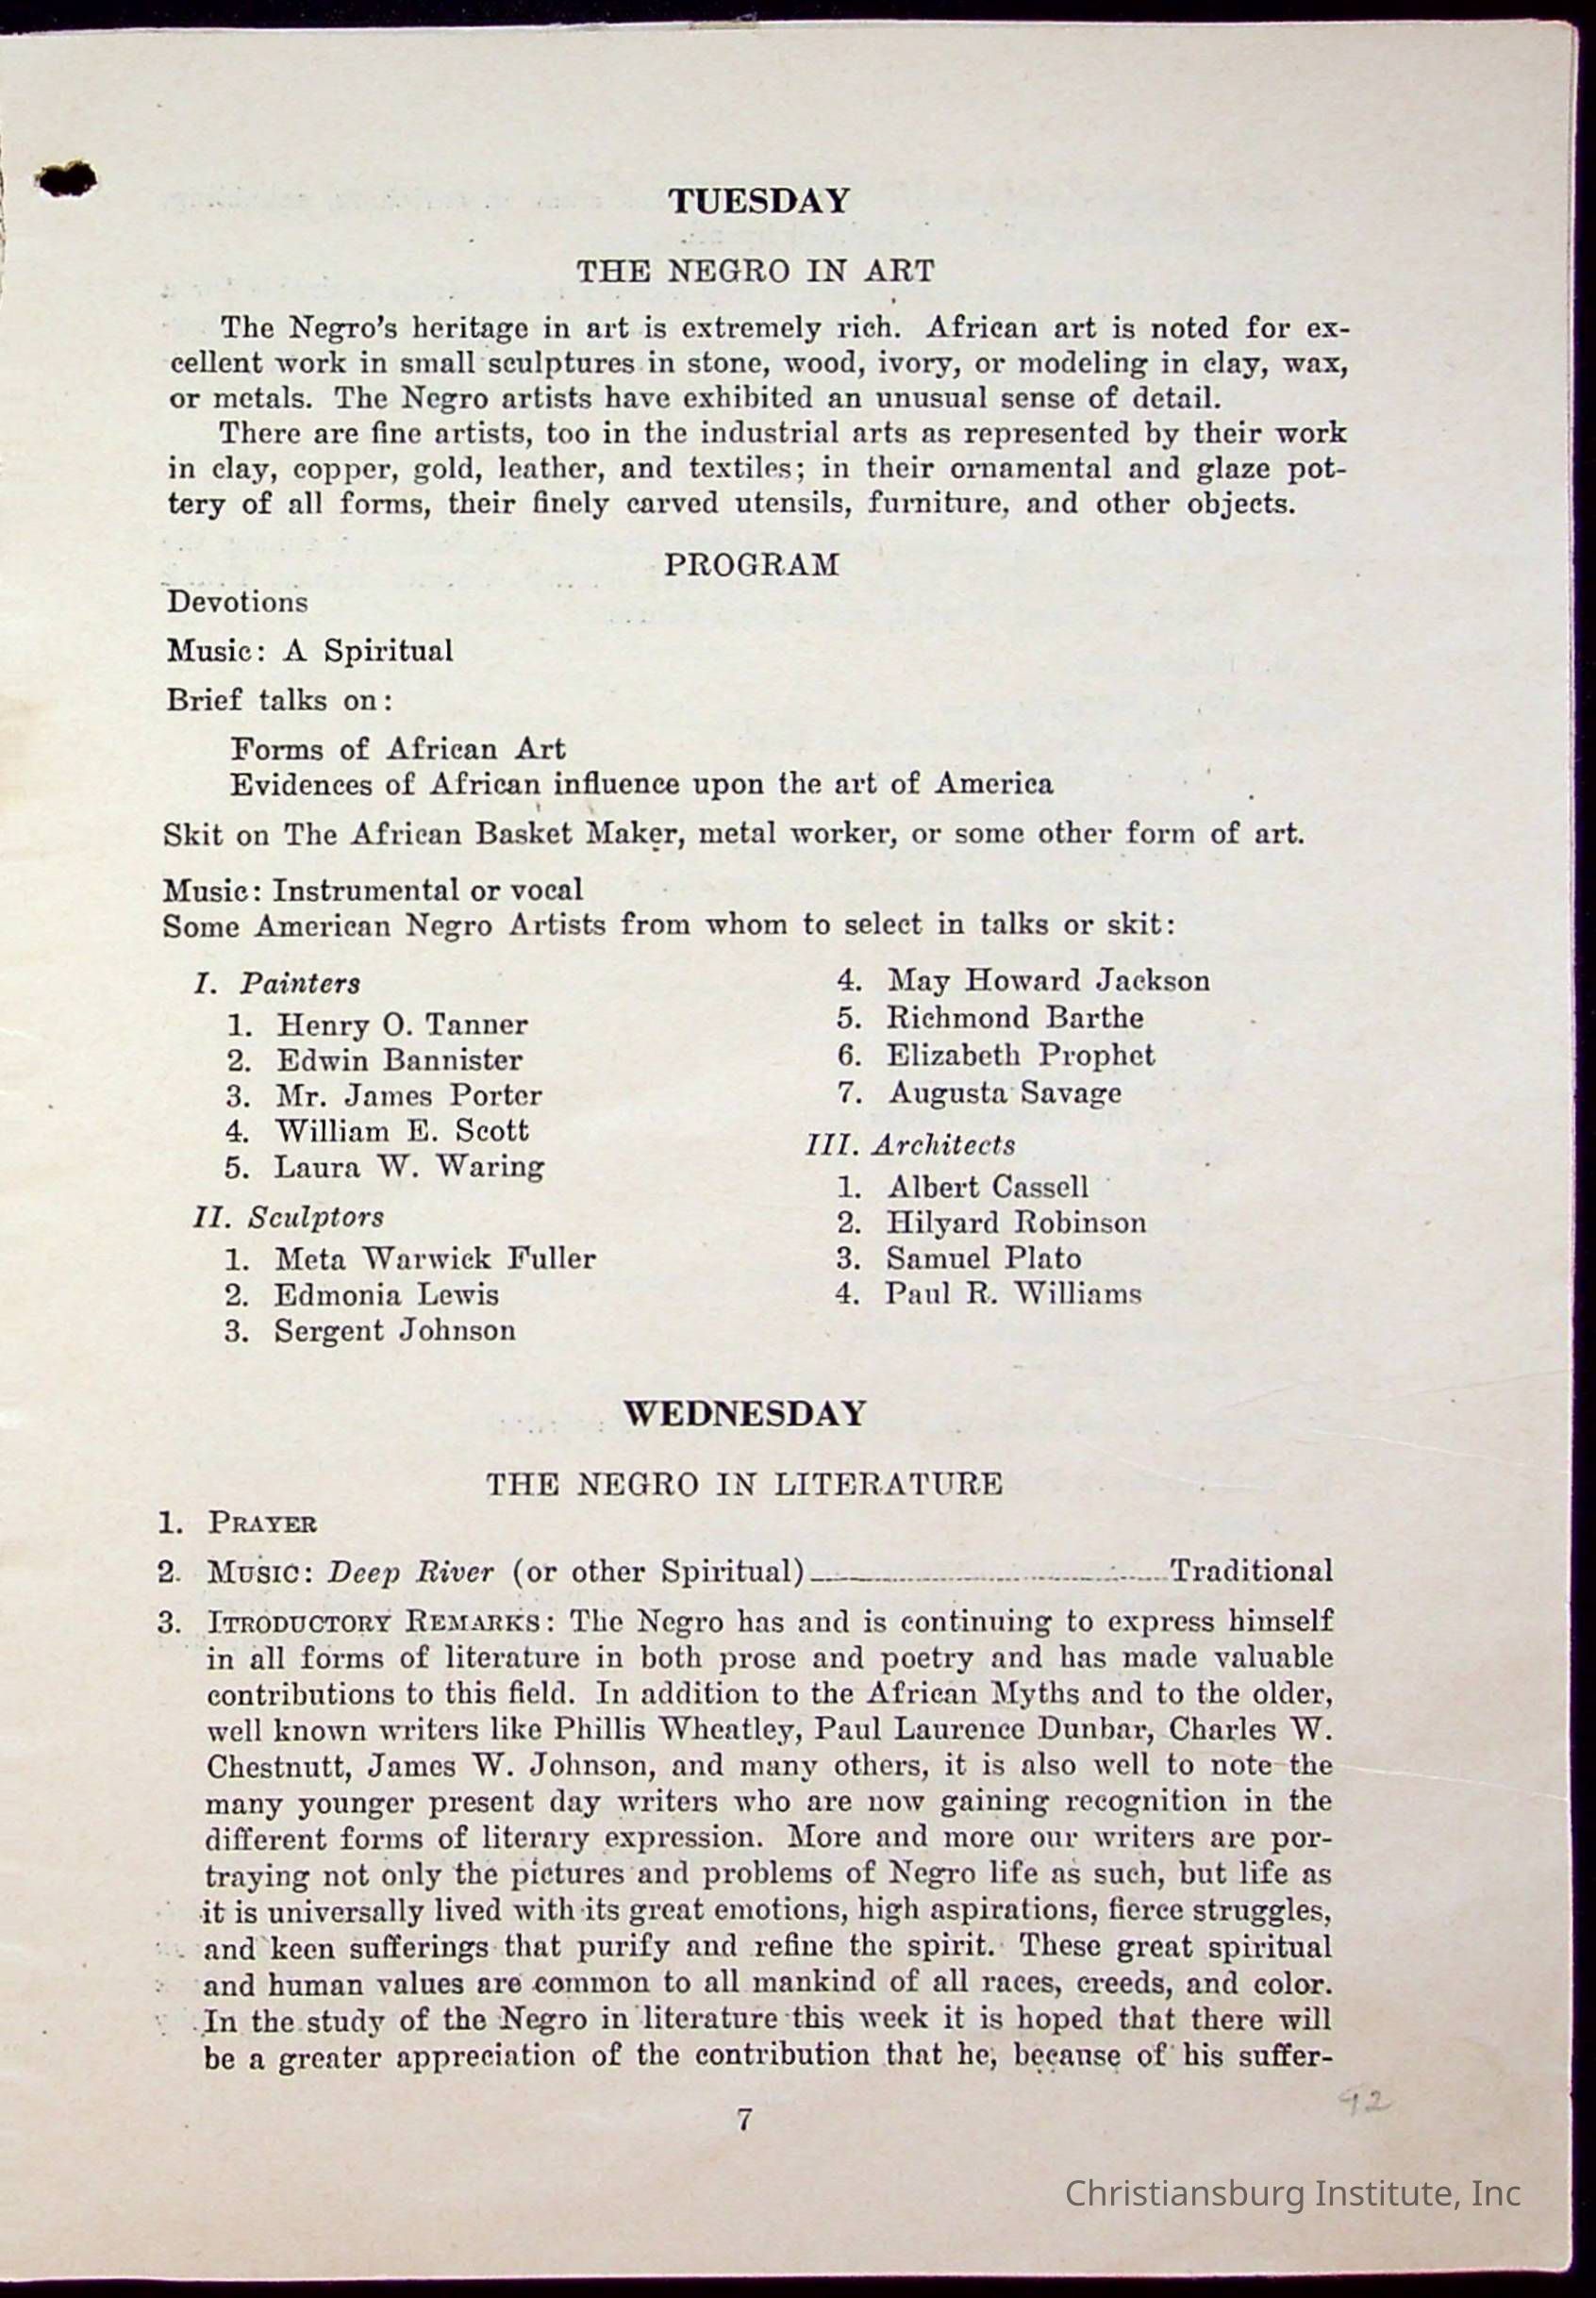 TUESDAY
THE NEGRO IN ART
The Negro's heritage in art is extremely rich. African art is noted for ex-
cellent work in small sculptures in stone, wood, ivory, or modeling in clay, wax,
or metals. The Negro artists have exhibited an unusual sense of detail.
There are fine artists, too in the industrial arts as represented by their work
in clay, copper, gold, leather, and textiles; in their ornamental and glaze pot-
tery of all forms, their finely carved utensils, furniture, and other objects.
PROGRAM
Devotions
Music: A Spiritual
Brief talks on:
Forms of African Art
Evidences of African influence upon the art of America
Skit on The African Basket Maker, metal worker, or some other form of art.
Music: Instrumental or vocal
Some American Negro Artists from whom to select in talks or skit:
I. Painters
1. Henry O. Tanner
2. Edwin Bannister
3. Mr. James Porter
4. William E. Scott
5. Laura W. Waring
II. Sculptors
1. Meta Warwick Fuller
2. Edmonia Lewis
3. Sergent Johnson
4. May Howard Jackson
5. Richmond Barthe
6. Elizabeth Prophet
7. Augusta Savage
III. Architects
1. Albert Cassell
2. Hilyard Robinson
3. Samuel Plato
4. Paul R. Williams
WEDNESDAY
THE NEGRO IN LITERATURE
1. PRAYER
2. MUSIC: Deep River (or other Spiritual) Traditional
3. ITRODUCTORY REMARKS: The Negro has and is continuing to express himself
in all forms of literature in both prose and poetry and has made valuable
contributions to this field. In addition to the African Myths and to the older,
well known writers like Phillis Wheatley, Paul Laurence Dunbar, Charles W.
Chestnutt, James W. Johnson, and many others, it is also well to note the
many younger present day writers who are now gaining recognition in the
different forms of literary expression. More and more our writers are por-
traying not only the pictures and problems of Negro life as such, but life as
it is universally lived with its great emotions, high aspirations, fierce struggles,
and keen sufferings that purify and refine the spirit. These great spiritual
and human values are common to all mankind of all races, creeds, and color.
In the study of the Negro in literature this week it is hoped that there will
be a greater appreciation of the contribution that he, because of his suffer-
7
92
Christiansburg Institute, Inc